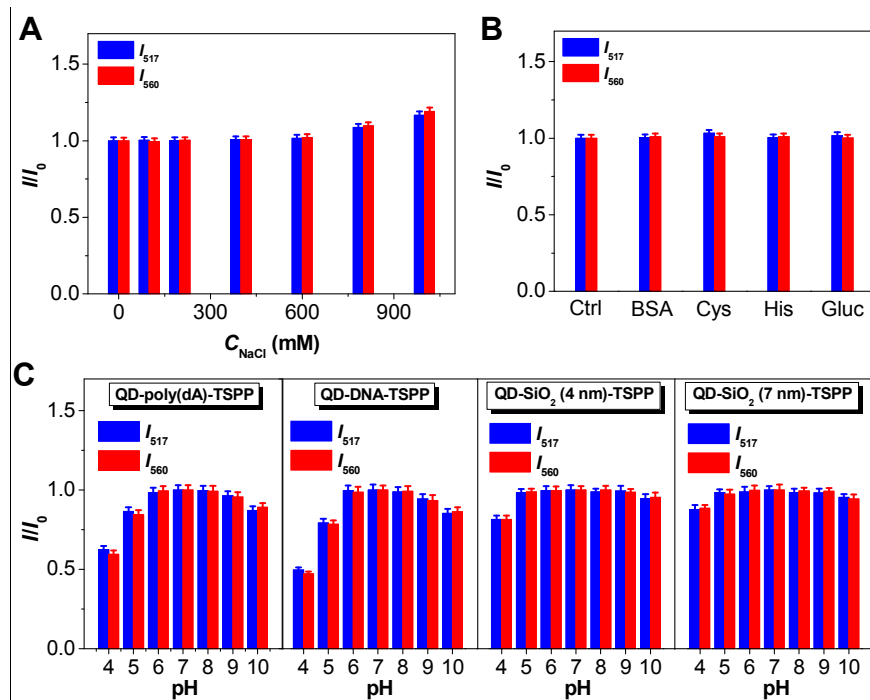 A
I517
I560
1.5
1.0
0.5
0.0
I/I0
0 300 600 900
CNaCl (mM)
B
I517
I560
1.5
1.0
0.5
0.0
I/I0
Ctrl BSA Cys His Gluc
C
QD-poly(dA)-TSPP QD-DNA-TSPP QD-SiO2 (4 nm)-TSPP QD-SiO2 (7 nm)-TSPP
I517 I517 I517 I517
I560 I560 I560 I560
1.5
1.0
0.5
0.0
I/I0
4 5 6 7 8 9 10 4 5 6 7 8 9 10 4 5 6 7 8 9 10 4 5 6 7 8 9 10
pH pH pH pH